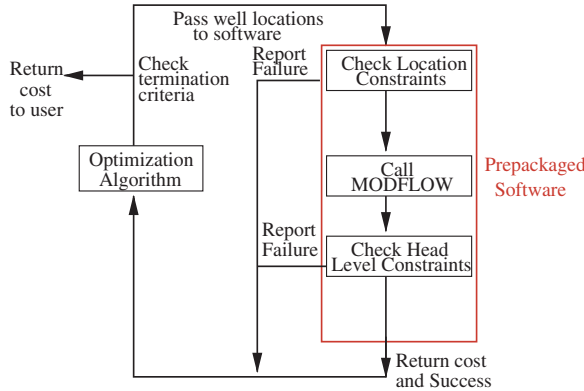 Pass well locations
to software
Return
cost
to user
Check
termination
criteria
Report
Failure
Check Location
Constraints
Optimization
Algorithm
Call
MODFLOW
Prepackaged
Software
Report
Failure
Check Head
Level Constraints
Return cost
and Success